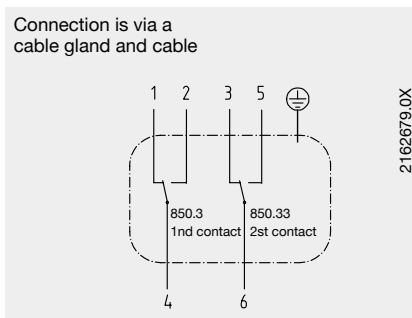 Connection is via a
cable gland and cable
1 2 3 5
850.3 850.33
1nd contact 2st contact
4 6
2162679.0X